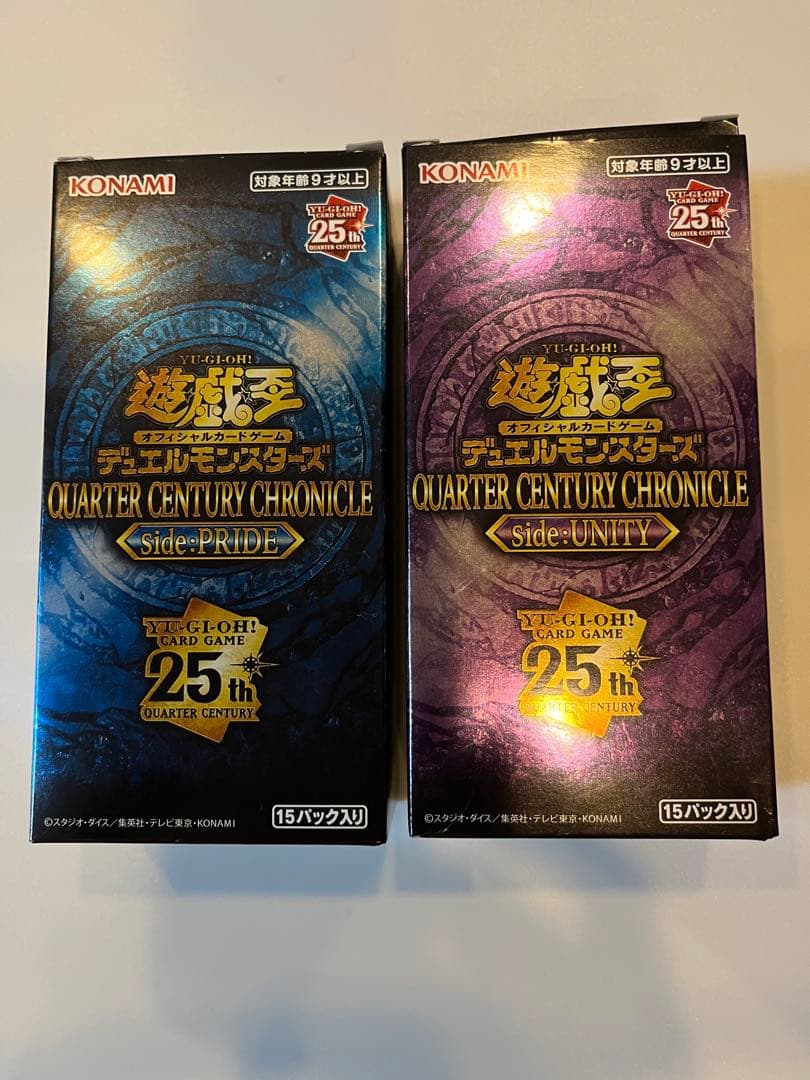 KONAMI
対象年齢9才以上
YU-GI-OH!
CARD GAME
25th
QUARTER CENTURY
YU-GI-OH!
遊☆戯☆王
オフィシャルカードゲーム
デュエルモンスターズ
QUARTER CENTURY CHRONICLE
side:PRIDE
YU-GI-OH!
CARD GAME
25th
QUARTER CENTURY
©スタジオ・ダイス/集英社・テレビ東京・KONAMI
15パック入り
KONAMI
対象年齢9才以上
YU-GI-OH!
CARD GAME
25th
QUARTER CENTURY
YU-GI-OH!
遊☆戯☆王
オフィシャルカードゲーム
デュエルモンスターズ
QUARTER CENTURY CHRONICLE
side:UNITY
YU-GI-OH!
CARD GAME
25th
QUARTER CENTURY
©スタジオ・ダイス/集英社・テレビ東京・KONAMI
15パック入り